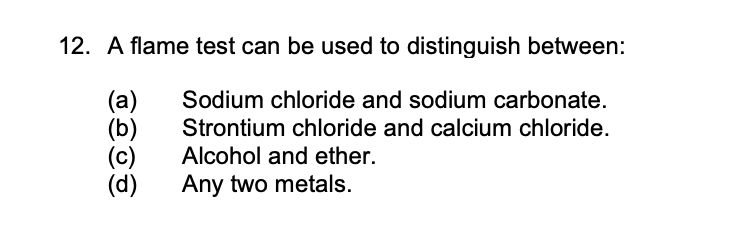 12. A flame test can be used to distinguish between:
(a) Sodium chloride and sodium carbonate.
(b) Strontium chloride and calcium chloride.
(c) Alcohol and ether.
(d) Any two metals.